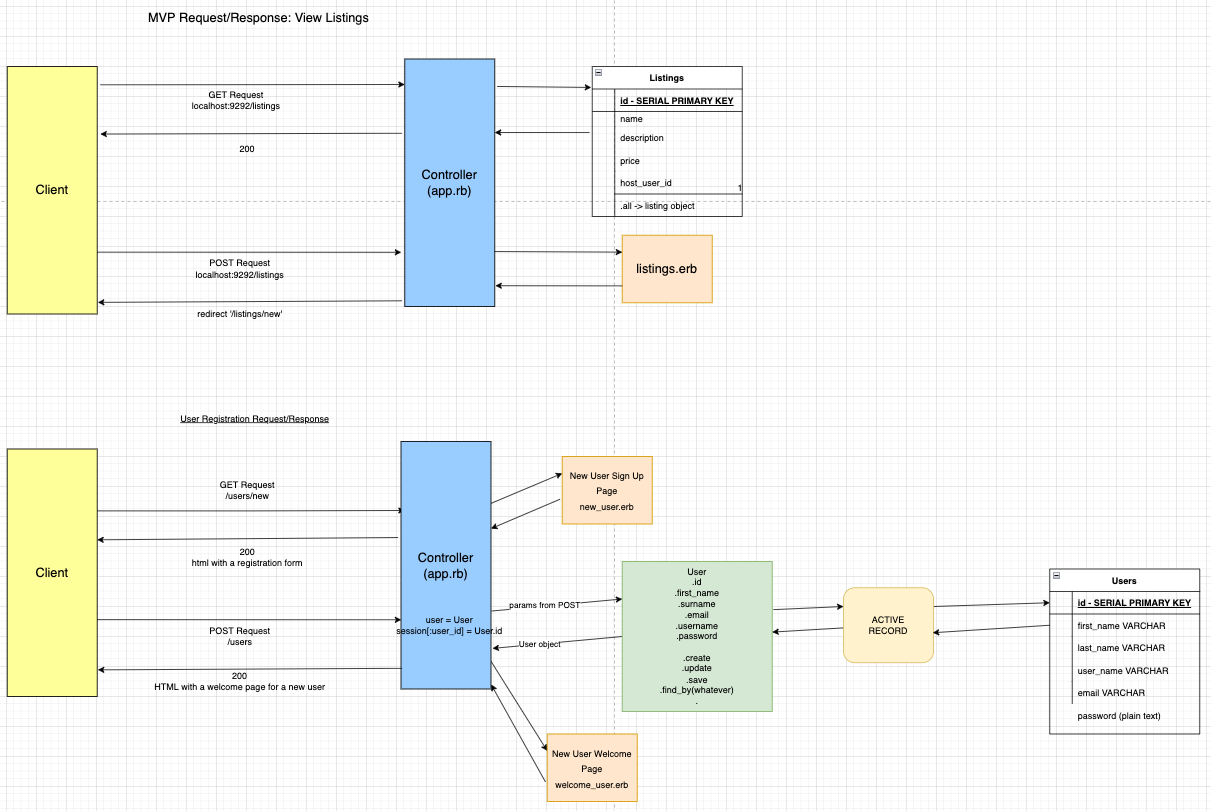 MVP Request/Response: View Listings
Client
GET Request
localhost:9292/listings
200
POST Request
localhost:9292/listings
redirect '/listings/new'
Controller
(app.rb)
Listings
id - SERIAL PRIMARY KEY
name
description
price
host_user_id
1
.all -> listing object
listings.erb
User Registration Request/Response
Client
GET Request
/users/new
200
html with a registration form
POST Request
/users
200
HTML with a welcome page for a new user
Controller
(app.rb)
user = User
session[:user_id] = User.id
New User Sign Up
Page
new_user.erb
params from POST
User object
User
.id
.first_name
.surname
.email
.username
.password
.create
.update
.save
.find_by(whatever)
.
ACTIVE
RECORD
Users
id - SERIAL PRIMARY KEY
first_name VARCHAR
last_name VARCHAR
user_name VARCHAR
email VARCHAR
password (plain text)
New User Welcome
Page
welcome_user.erb